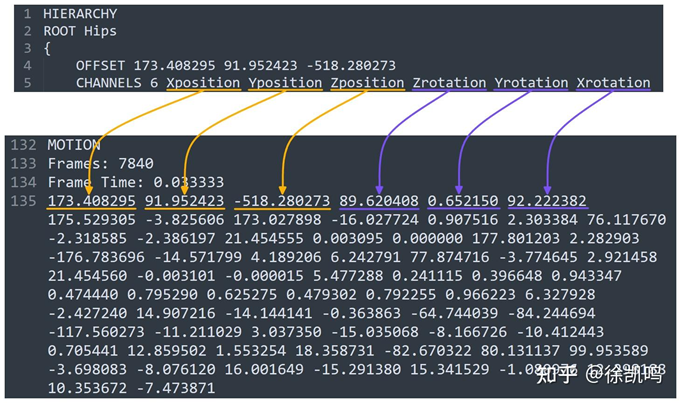 1 HIERARCHY
2 ROOT Hips
3 {
4 OFFSET 173.408295 91.952423 -518.280273
5 CHANNELS 6 Xposition Yposition Zposition Zrotation Yrotation Xrotation
132 MOTION
133 Frames: 7840
134 Frame Time: 0.033333
135 173.408295 91.952423 -518.280273 89.620408 0.652150 92.222382
175.529305 -3.825606 173.027898 -16.027724 0.907516 2.303384 76.117670
-2.318585 -2.386197 21.454555 0.003095 0.000000 177.801203 2.282903
-176.783696 -14.571799 4.189206 6.242791 77.874716 -3.774645 2.921458
21.454560 -0.003101 -0.000015 5.477288 0.241115 0.396648 0.943347
0.474440 0.795290 0.625275 0.479302 0.792255 0.966223 6.327928
-2.427240 14.907216 -14.144141 -0.363863 -64.744039 -84.244694
-117.560273 -11.211029 3.037350 -15.035068 -8.166726 -10.412443
0.705441 12.859502 1.553254 18.358731 -82.670322 80.131137 99.953589
-3.698083 -8.076120 16.001649 -15.291380 15.341529
10.353672 -7.473871
知乎 @徐凯鸣